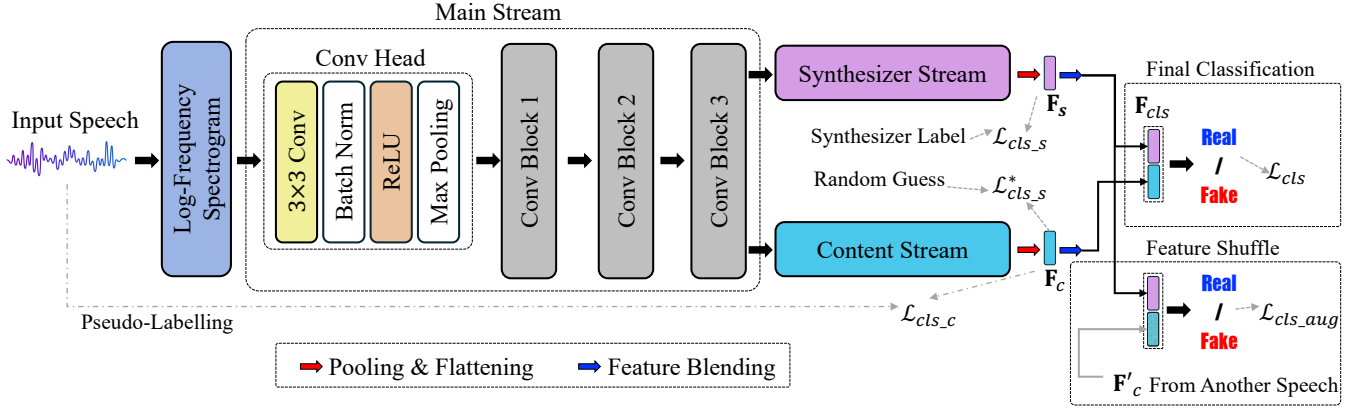 Main Stream
Input Speech
Log-Frequency
Spectrogram
Conv Head
3×3 Conv
Batch Norm
ReLU
Max Pooling
Conv Block 1
Conv Block 2
Conv Block 3
Synthesizer Stream
F_s
Synthesizer Label
ℒ_cls_s
Random Guess
ℒ*_cls_s
Content Stream
F_c
Pseudo-Labelling
ℒ_cls_c
Final Classification
F_cls
Real
/
Fake
ℒ_cls
Feature Shuffle
Real
/
Fake
ℒ_cls_aug
F'_c From Another Speech
Pooling & Flattening
Feature Blending